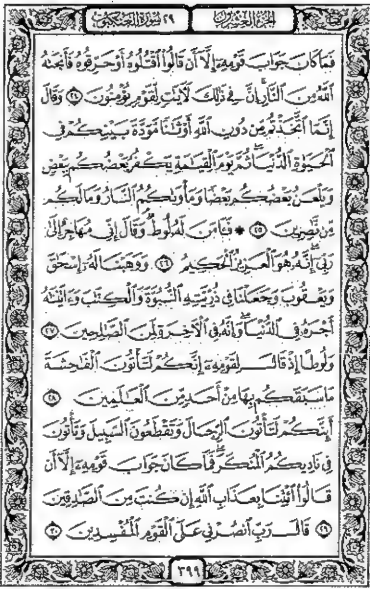 الجزء العشرون ٢٩ سورة العنكبوت
فَمَا كَانَ جَوَابَ قَوْمِهِۦٓ إِلَّآ أَن قَالُوا۟ ٱقْتُلُوهُ أَوْ حَرِّقُوهُ فَأَنجَىٰهُ
ٱللَّهُ مِنَ ٱلنَّارِ إِنَّ فِى ذَٰلِكَ لَءَايَٰتٍ لِّقَوْمٍ يُؤْمِنُونَ ٢٤ وَقَالَ
إِنَّمَا ٱتَّخَذْتُم مِّن دُونِ ٱللَّهِ أَوْثَٰنًا مَّوَدَّةَ بَيْنِكُمْ فِى
ٱلْحَيَوٰةِ ٱلدُّنْيَا ثُمَّ يَوْمَ ٱلْقِيَٰمَةِ يَكْفُرُ بَعْضُكُم بِبَعْضٍ
وَيَلْعَنُ بَعْضُكُم بَعْضًا وَمَأْوَىٰكُمُ ٱلنَّارُ وَمَا لَكُم
مِّن نَّٰصِرِينَ ٢٥ ۞ فَـَٔامَنَ لَهُۥ لُوطٌ وَقَالَ إِنِّى مُهَاجِرٌ إِلَىٰ
رَبِّىٓ إِنَّهُۥ هُوَ ٱلْعَزِيزُ ٱلْحَكِيمُ ٢٦ وَوَهَبْنَا لَهُۥٓ إِسْحَٰقَ
وَيَعْقُوبَ وَجَعَلْنَا فِى ذُرِّيَّتِهِ ٱلنُّبُوَّةَ وَٱلْكِتَٰبَ وَءَاتَيْنَٰهُ
أَجْرَهُۥ فِى ٱلدُّنْيَا وَإِنَّهُۥ فِى ٱلْءَاخِرَةِ لَمِنَ ٱلصَّٰلِحِينَ ٢٧
وَلُوطًا إِذْ قَالَ لِقَوْمِهِۦٓ إِنَّكُمْ لَتَأْتُونَ ٱلْفَٰحِشَةَ
مَا سَبَقَكُم بِهَا مِنْ أَحَدٍ مِّنَ ٱلْعَٰلَمِينَ ٢٨
أَئِنَّكُمْ لَتَأْتُونَ ٱلرِّجَالَ وَتَقْطَعُونَ ٱلسَّبِيلَ وَتَأْتُونَ
فِى نَادِيكُمُ ٱلْمُنكَرَ فَمَا كَانَ جَوَابَ قَوْمِهِۦٓ إِلَّآ أَن
قَالُوا۟ ٱئْتِنَا بِعَذَابِ ٱللَّهِ إِن كُنتَ مِنَ ٱلصَّٰدِقِينَ
٢٩ قَالَ رَبِّ ٱنصُرْنِى عَلَى ٱلْقَوْمِ ٱلْمُفْسِدِينَ ٣٠
٣٩٩